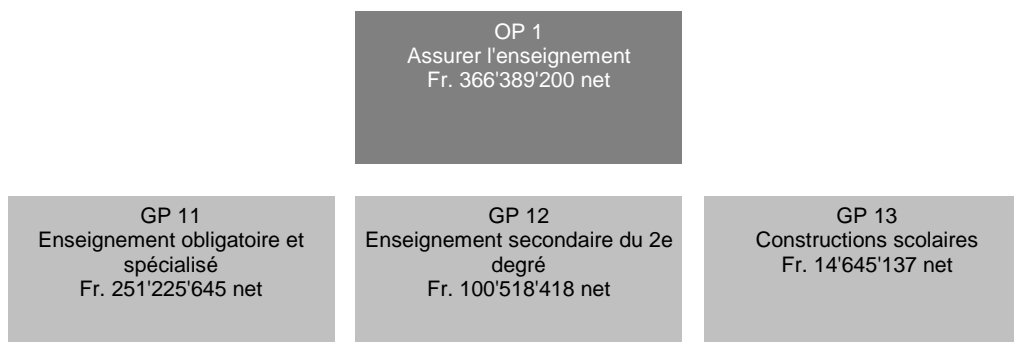 OP 1
Assurer l'enseignement
Fr. 366'389'200 net
GP 11
Enseignement obligatoire et
spécialisé
Fr. 251'225'645 net
GP 12
Enseignement secondaire du 2e
degré
Fr. 100'518'418 net
GP 13
Constructions scolaires
Fr. 14'645'137 net